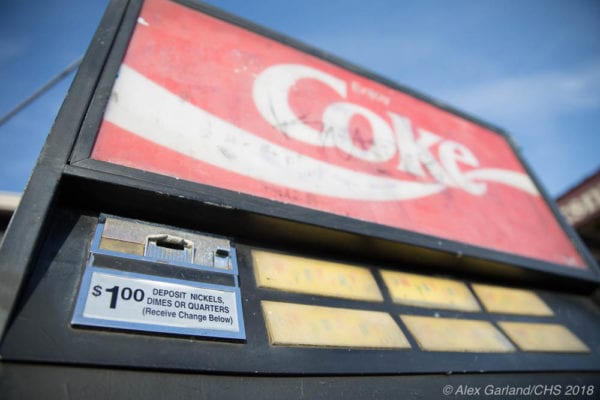 Enjoy
Coke
$1.00 DEPOSIT NICKELS,
DIMES OR QUARTERS
(Receive Change Below)
© Alex Garland/CHS 2018